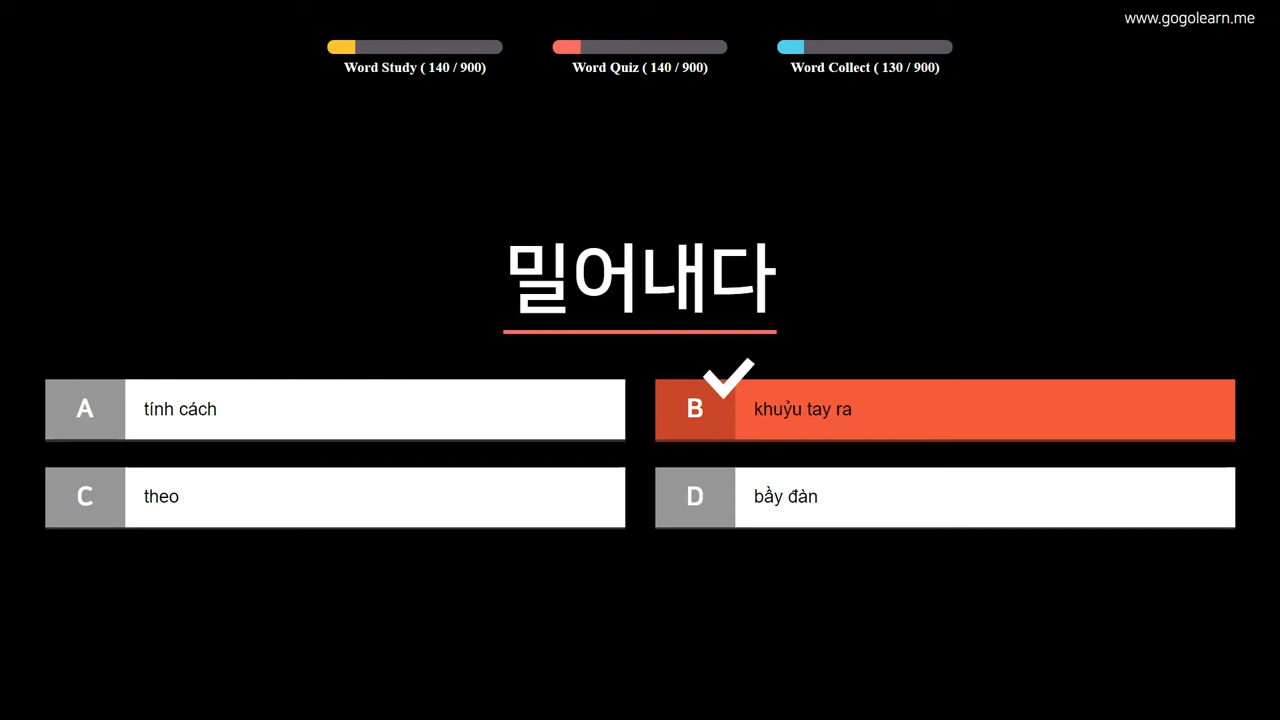 www.gogolearn.me
Word Study ( 140 / 900)
Word Quiz ( 140 / 900)
Word Collect ( 130 / 900)
밀어내다
A tính cách
B khuỷu tay ra
C theo
D bầy đàn